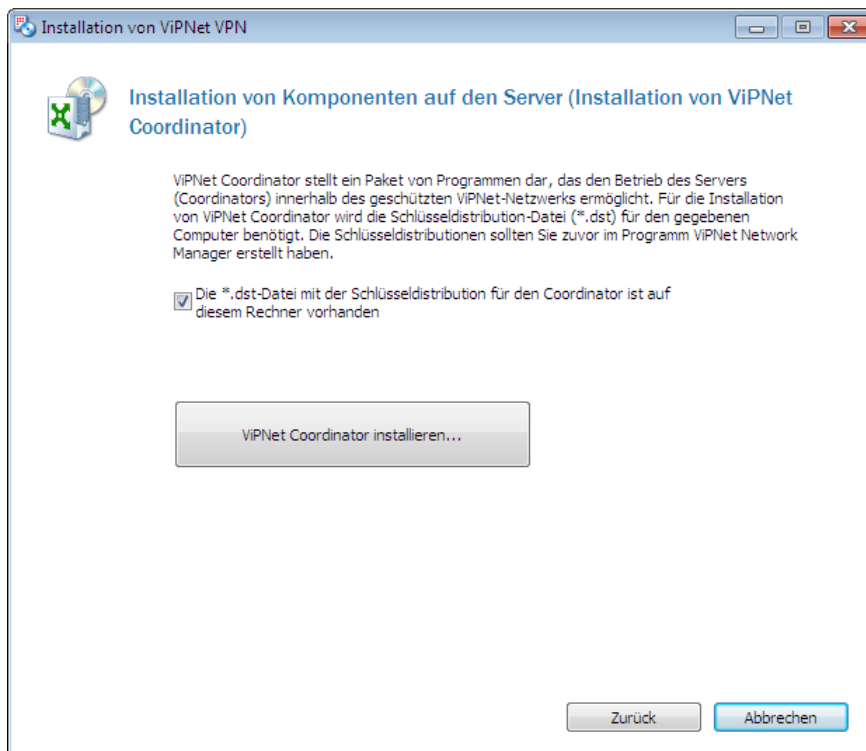 Installation von ViPNet VPN
Installation von Komponenten auf den Server (Installation von ViPNet
Coordinator)
ViPNet Coordinator stellt ein Paket von Programmen dar, das den Betrieb des Servers
(Coordinators) innerhalb des geschützten ViPNet-Netzwerks ermöglicht. Für die Installation
von ViPNet Coordinator wird die Schlüsseldistribution-Datei (*.dst) für den gegebenen
Computer benötigt. Die Schlüsseldistributionen sollten Sie zuvor im Programm ViPNet Network
Manager erstellt haben.
Die *.dst-Datei mit der Schlüsseldistribution für den Coordinator ist auf
diesem Rechner vorhanden
ViPNet Coordinator installieren...
Zurück
Abbrechen